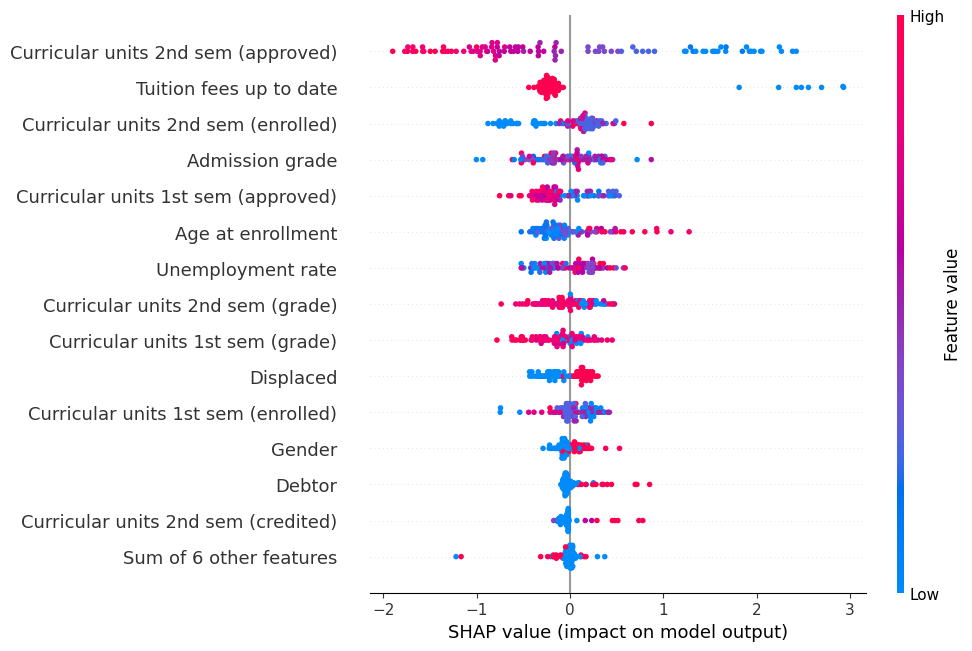 High
Curricular units 2nd sem (approved)
Tuition fees up to date
Curricular units 2nd sem (enrolled)
Admission grade
Curricular units 1st sem (approved)
Age at enrollment
Unemployment rate
Curricular units 2nd sem (grade)
Curricular units 1st sem (grade)
Displaced
Curricular units 1st sem (enrolled)
Gender
Debtor
Curricular units 2nd sem (credited)
Sum of 6 other features
Feature value
Low
−2 −1 0 1 2 3
SHAP value (impact on model output)